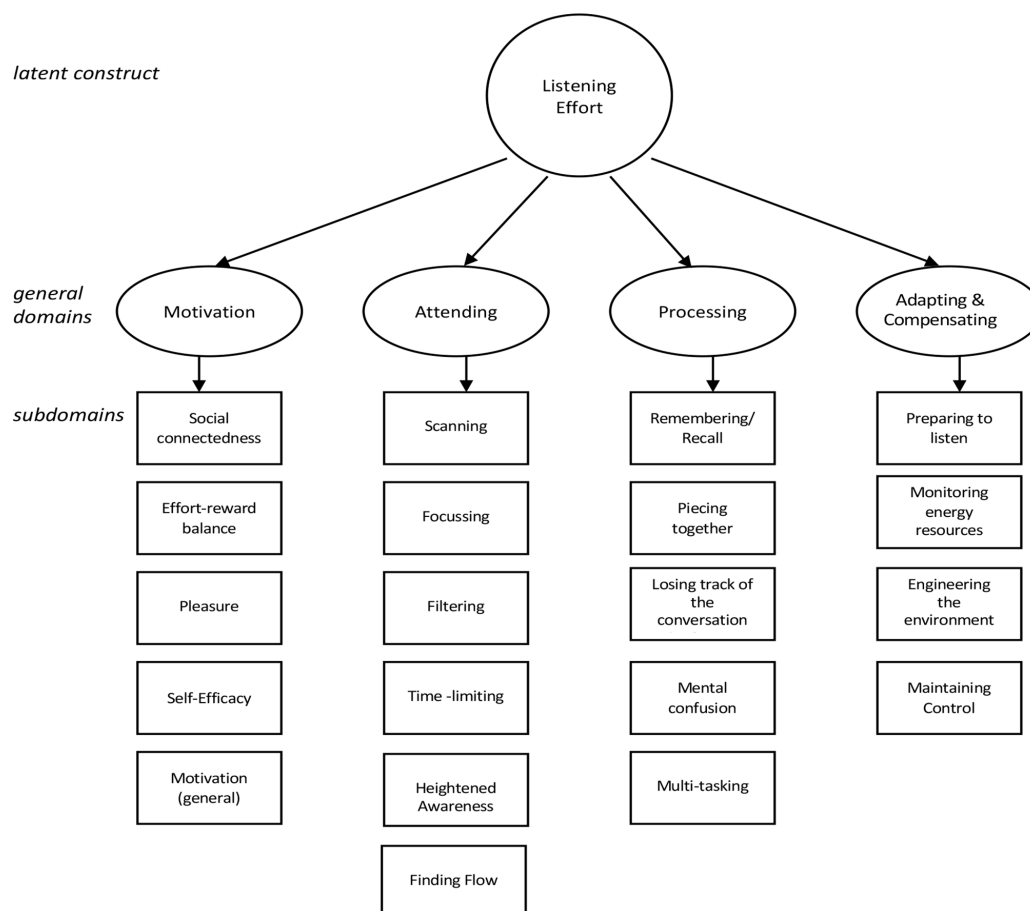 latent construct
Listening
Effort
general
domains
Motivation
Attending
Processing
Adapting &
Compensating
subdomains
Social
connectedness
Scanning
Remembering/
Recall
Preparing to
listen
Effort-reward
balance
Focussing
Piecing
together
Monitoring
energy
resources
Pleasure
Filtering
Losing track of
the
conversation
Engineering
the
environment
Self-Efficacy
Time -limiting
Mental
confusion
Maintaining
Control
Motivation
(general)
Heightened
Awareness
Multi-tasking
Finding Flow